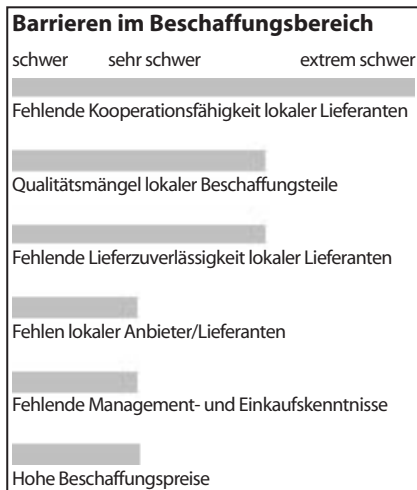 Barrieren im Beschaffungsbereich
schwer sehr schwer extrem schwer
Fehlende Kooperationsfähigkeit lokaler Lieferanten
Qualitätsmängel lokaler Beschaffungsteile
Fehlende Lieferzuverlässigkeit lokaler Lieferanten
Fehlen lokaler Anbieter/Lieferanten
Fehlende Management- und Einkaufskenntnisse
Hohe Beschaffungspreise